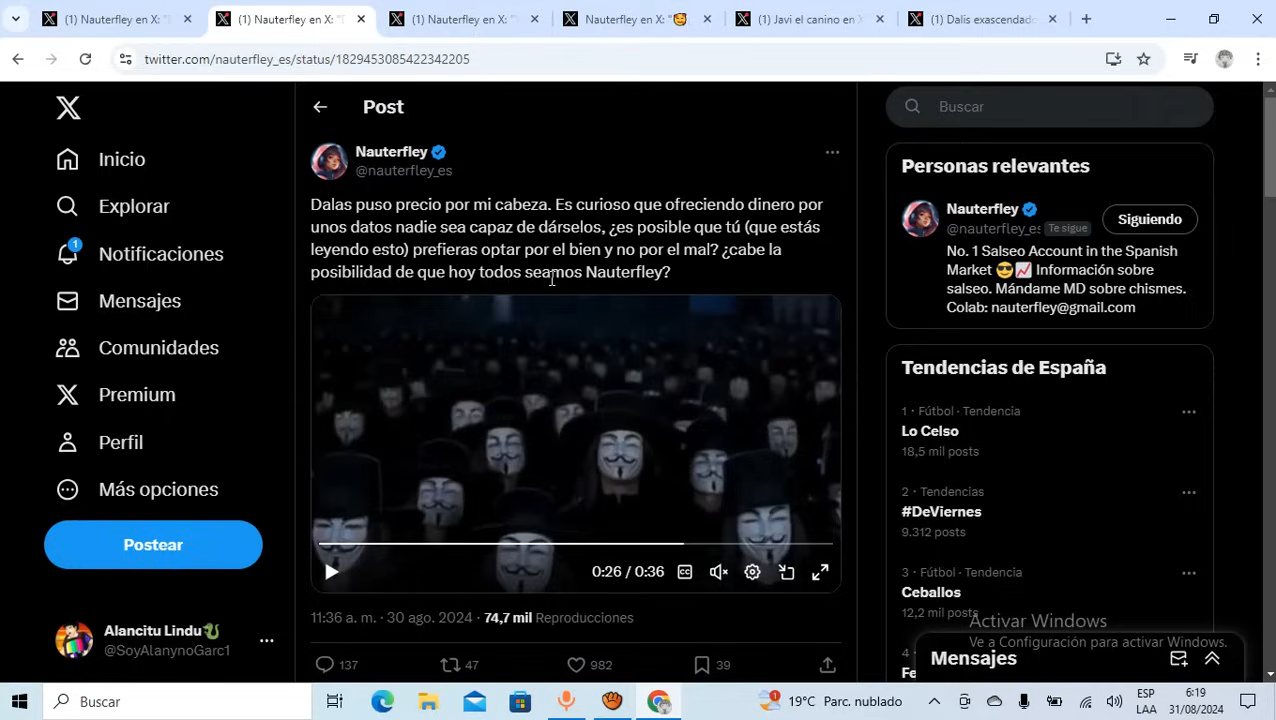 (1) Nauterfley en X: "
(1) Nauterfley en X: "
(1) Nauterfley en X: "
Nauterfley en X: "🥰
(1) Javi el canino en X
(1) Dalis exascendade
twitter.com/nauterfley_es/status/1829453085422342205
Inicio
Explorar
1
Notificaciones
Mensajes
Comunidades
Premium
Perfil
Más opciones
Postear
Alancitu Lindu🐉
@SoyAlanynoGarc1
Post
Nauterfley
@nauterfley_es
Dalas puso precio por mi cabeza. Es curioso que ofreciendo dinero por
unos datos nadie sea capaz de dárselos, ¿es posible que tú (que estás
leyendo esto) prefieras optar por el bien y no por el mal? ¿cabe la
posibilidad de que hoy todos seamos Nauterfley?
0:26 / 0:36
CC
11:36 a. m. · 30 ago. 2024 · 74,7 mil Reproducciones
137
47
982
39
Buscar
Personas relevantes
Nauterfley
@nauterfley_es Te sigue
Siguiendo
No. 1 Salseo Account in the Spanish
Market 😎📈 Información sobre
salseo. Mándame MD sobre chismes.
Colab: nauterfley@gmail.com
Tendencias de España
1 · Fútbol · Tendencia
Lo Celso
18,5 mil posts
2 · Tendencias
#DeViernes
9.312 posts
3 · Fútbol · Tendencia
Ceballos
12,2 mil posts
4
Activar Windows
Ve a Configuración para activar Windows.
Mensajes
Buscar
1
19°C Parc. nublado
ESP
LAA
6:19
31/08/2024